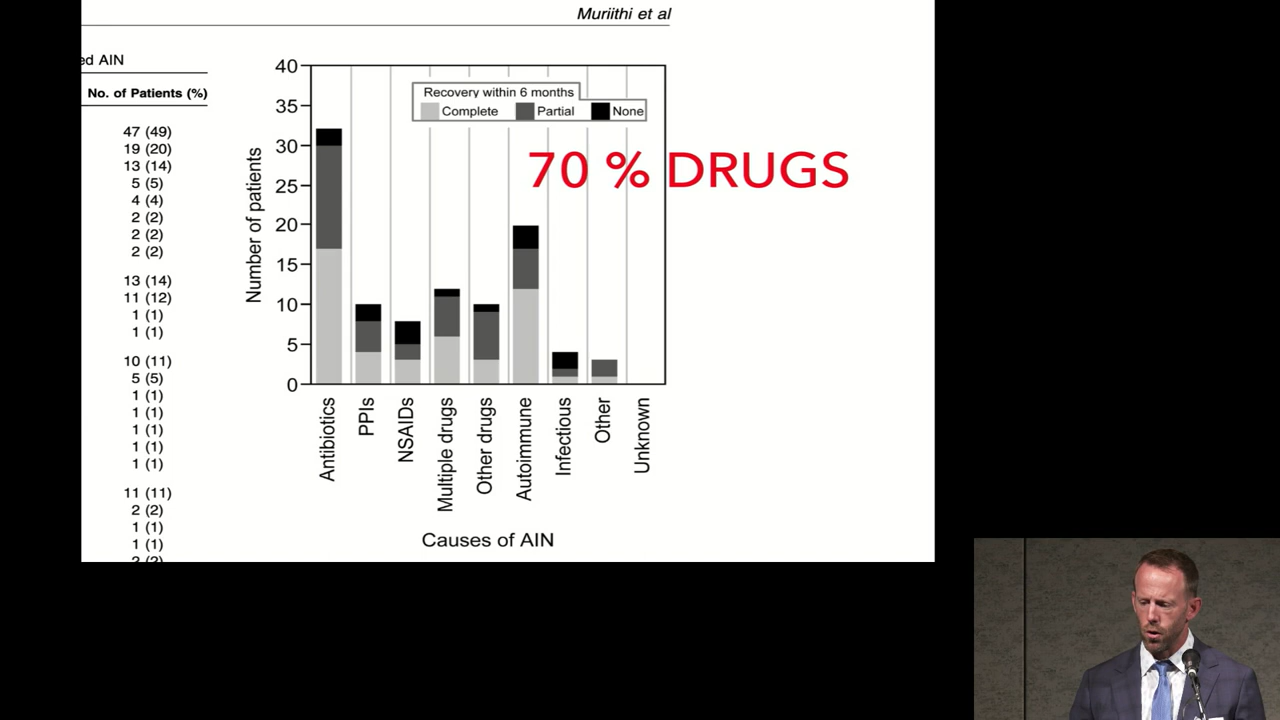 Muriithi et al
ed AIN
No. of Patients (%)
47 (49)
19 (20)
13 (14)
5 (5)
4 (4)
2 (2)
2 (2)
2 (2)
13 (14)
11 (12)
1 (1)
1 (1)
10 (11)
5 (5)
1 (1)
1 (1)
1 (1)
1 (1)
1 (1)
11 (11)
2 (2)
1 (1)
1 (1)
2 (2)
Number of patients
40
35
30
25
20
15
10
5
0
Recovery within 6 months
Complete Partial None
70 % DRUGS
Antibiotics
PPIs
NSAIDs
Multiple drugs
Other drugs
Autoimmune
Infectious
Other
Unknown
Causes of AIN